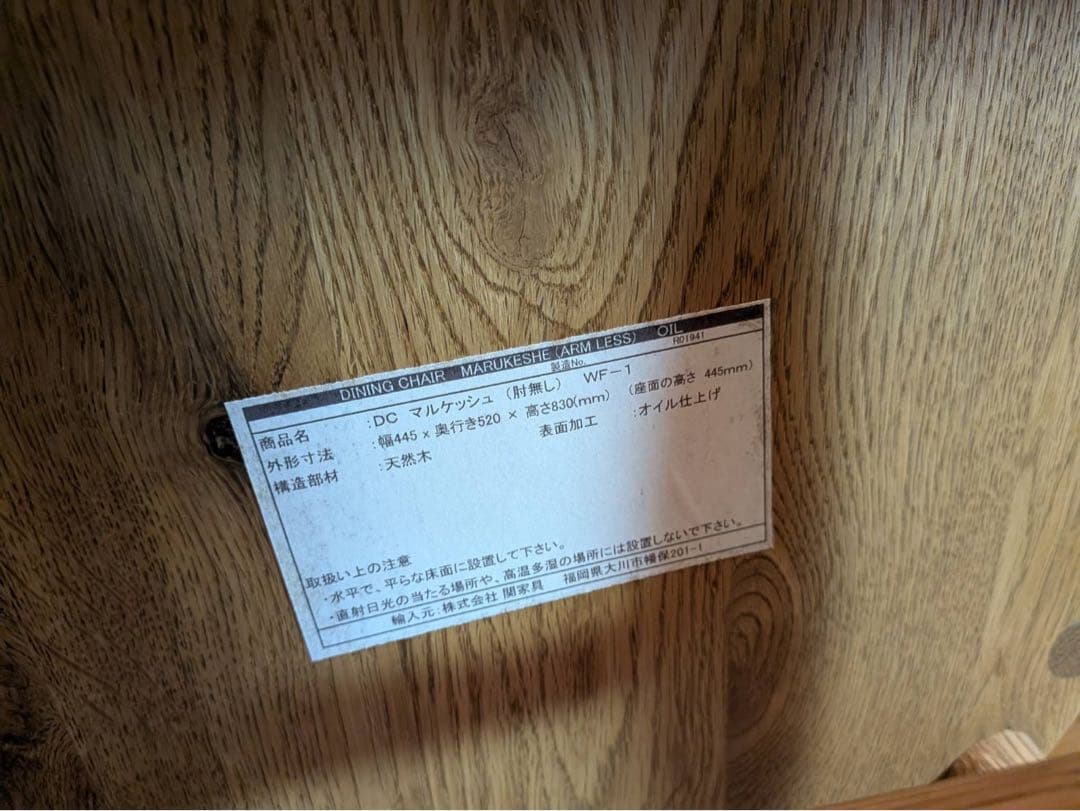 DINING CHAIR MARUKESHE (ARM LESS) OIL
製造No. R01941
商品名 :DC マルケッシュ (肘無し) WF-1
外形寸法 :幅445 × 奥行き520 × 高さ830(mm) (座面の高さ 445mm)
構造部材 :天然木 表面加工 :オイル仕上げ
取扱い上の注意
・水平で、平らな床面に設置して下さい。
・直射日光の当たる場所や、高温多湿の場所には設置しないで下さい。
輸入元:株式会社 関家具 福岡県大川市幡保201-1